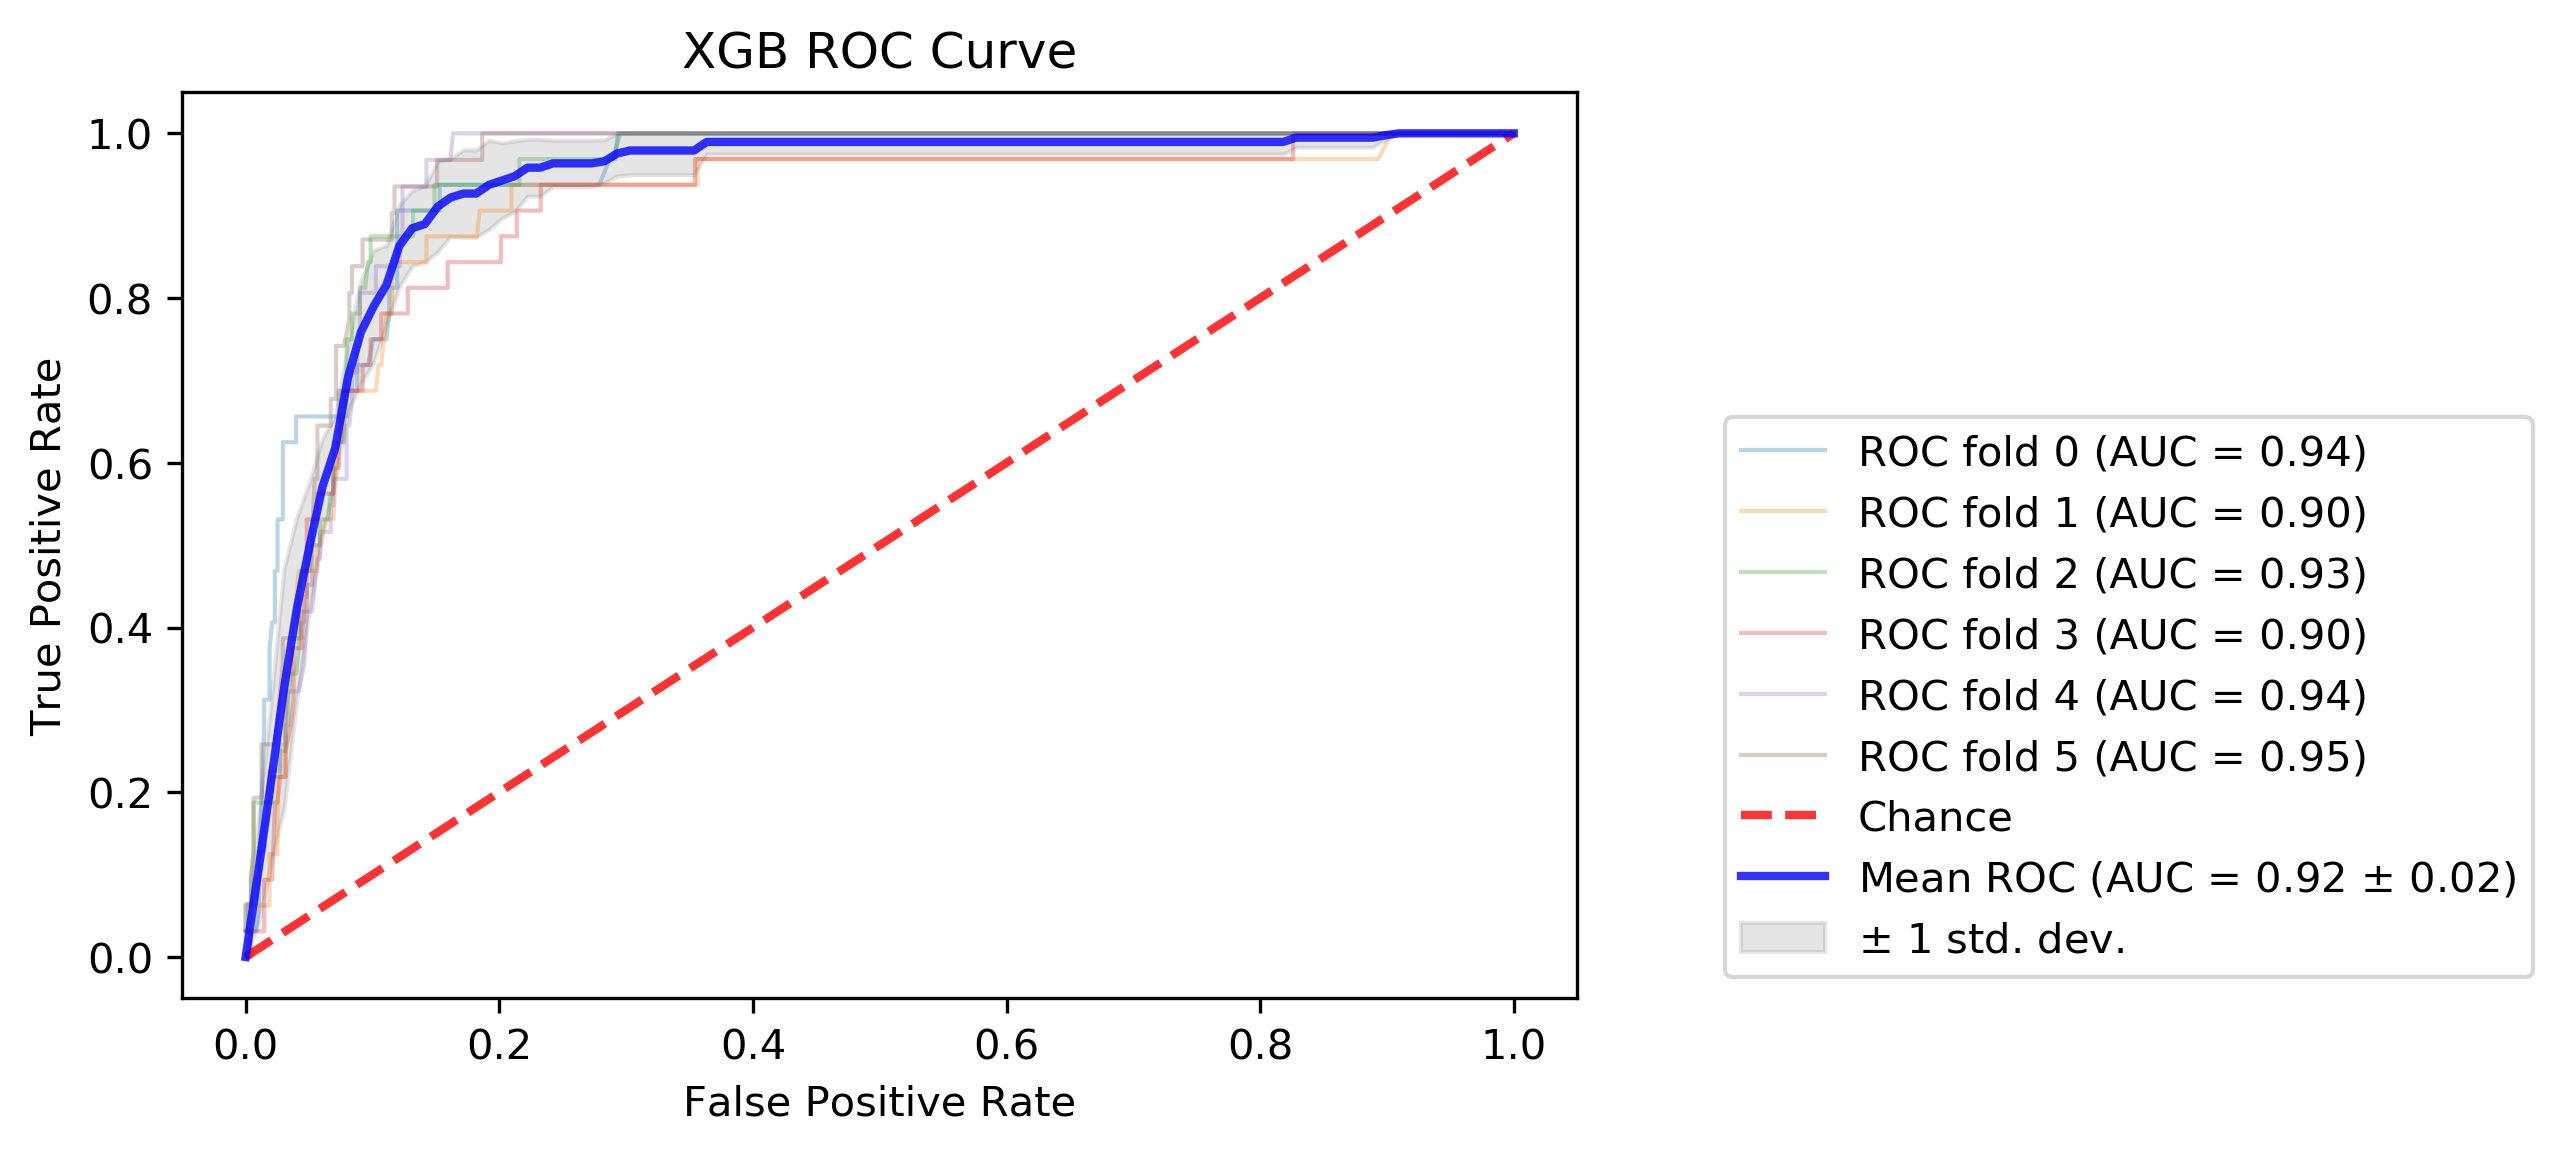 XGB ROC Curve
True Positive Rate
1.0
0.8
0.6
0.4
0.2
0.0
0.0 0.2 0.4 0.6 0.8 1.0
False Positive Rate
ROC fold 0 (AUC = 0.94)
ROC fold 1 (AUC = 0.90)
ROC fold 2 (AUC = 0.93)
ROC fold 3 (AUC = 0.90)
ROC fold 4 (AUC = 0.94)
ROC fold 5 (AUC = 0.95)
Chance
Mean ROC (AUC = 0.92 ± 0.02)
± 1 std. dev.